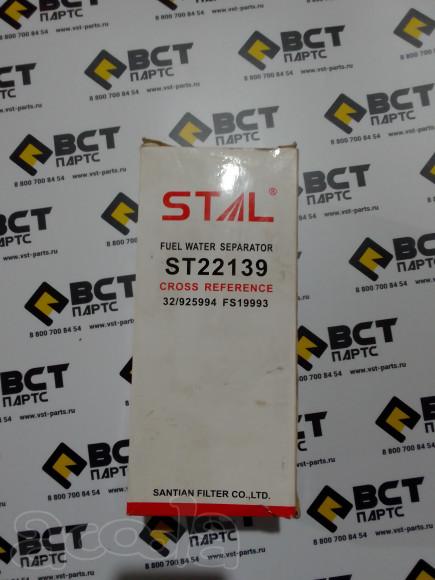 STAL®
FUEL WATER SEPARATOR
ST22139
CROSS REFERENCE
32/925994 FS19993
SANTIAN FILTER CO.,LTD.
ВСТ
ПАРТС
8 800 700 84 54 www.vst-parts.ru
scola